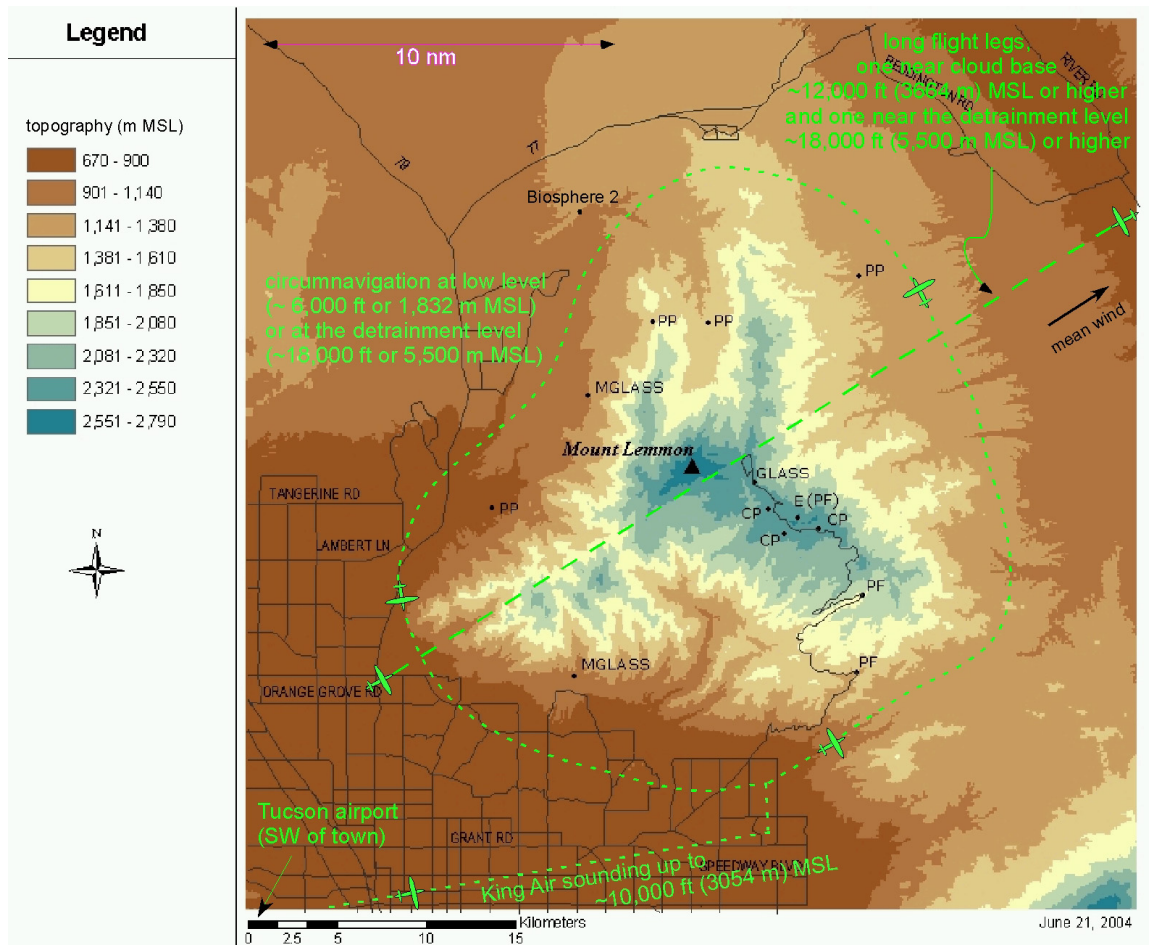 Legend
topography (m MSL)
670 - 900
901 - 1,140
1,141 - 1,380
1,381 - 1,610
1,611 - 1,850
1,851 - 2,080
2,081 - 2,320
2,321 - 2,550
2,551 - 2,790
N
10 nm
long flight legs,
one near cloud base
~12,000 ft (3664 m) MSL or higher
and one near the detrainment level
~18,000 ft (5,500 m MSL) or higher
REDINGTON RD
RIVER RD
79
77
Biosphere 2
circumnavigation at low level
(~ 6,000 ft or 1,832 m MSL)
or at the detrainment level
(~18,000 ft or 5,500 m MSL)
PP
PP
PP
mean wind
MGLASS
Mount Lemmon
GLASS
TANGERINE RD
PP
E (PF)
CP
CP
CP
LAMBERT LN
PF
MGLASS
PF
ORANGE GROVE RD
Tucson airport
(SW of town)
GRANT RD
SPEEDWAY BLVD
King Air sounding up to
~10,000 ft (3054 m) MSL
Kilometers
0 2.5 5 10 15
June 21, 2004